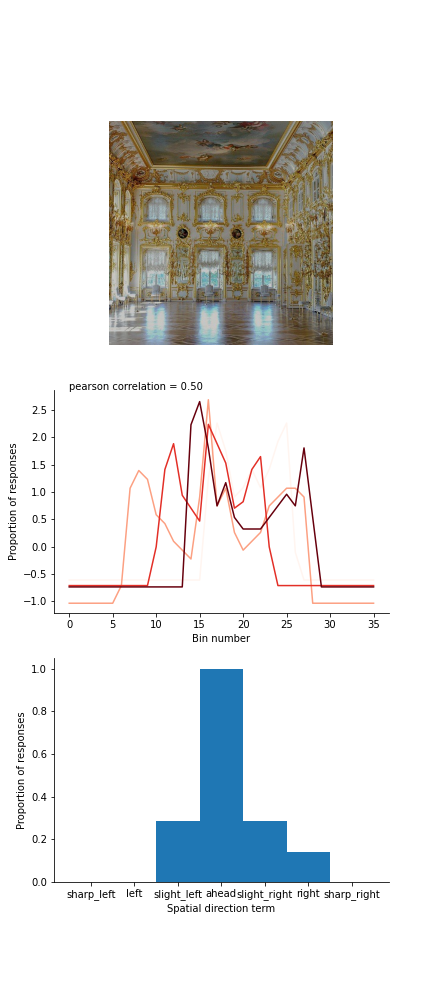 pearson correlation = 0.50
Proportion of responses
2.5
2.0
1.5
1.0
0.5
0.0
−0.5
−1.0
0 5 10 15 20 25 30 35
Bin number
Proportion of responses
1.0
0.8
0.6
0.4
0.2
0.0
sharp_left left slight_left ahead slight_right right sharp_right
Spatial direction term